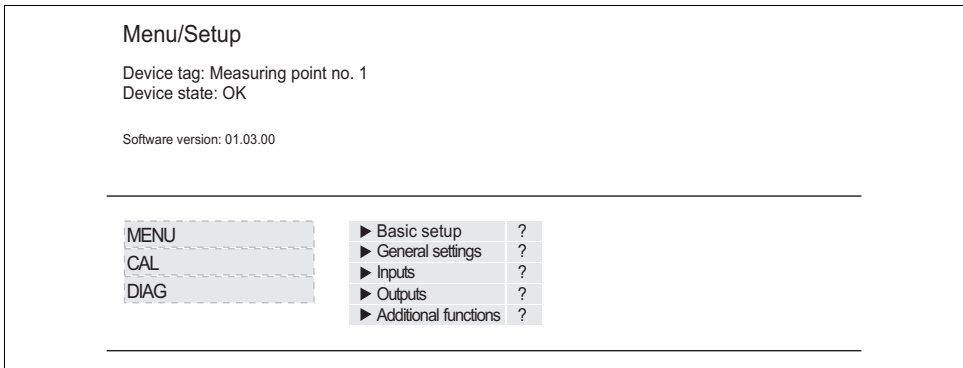 Menu/Setup
Device tag: Measuring point no. 1
Device state: OK
Software version: 01.03.00
MENU
CAL
DIAG
▶ Basic setup ?
▶ General settings ?
▶ Inputs ?
▶ Outputs ?
▶ Additional functions ?